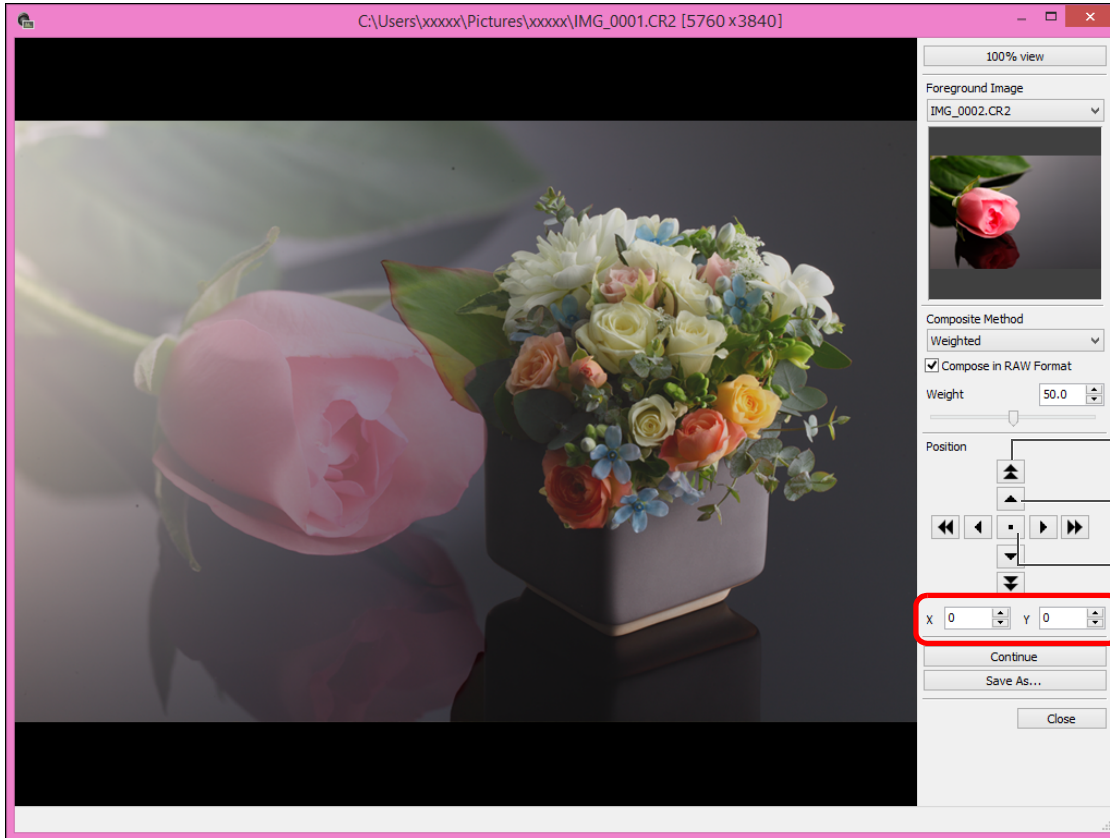 C:\Users\xxxxx\Pictures\xxxxx\IMG_0001.CR2 [5760 x3840]
100% view
Foreground Image
IMG_0002.CR2
Composite Method
Weighted
Compose in RAW Format
Weight 50.0
Position
X 0 Y 0
Continue
Save As...
Close